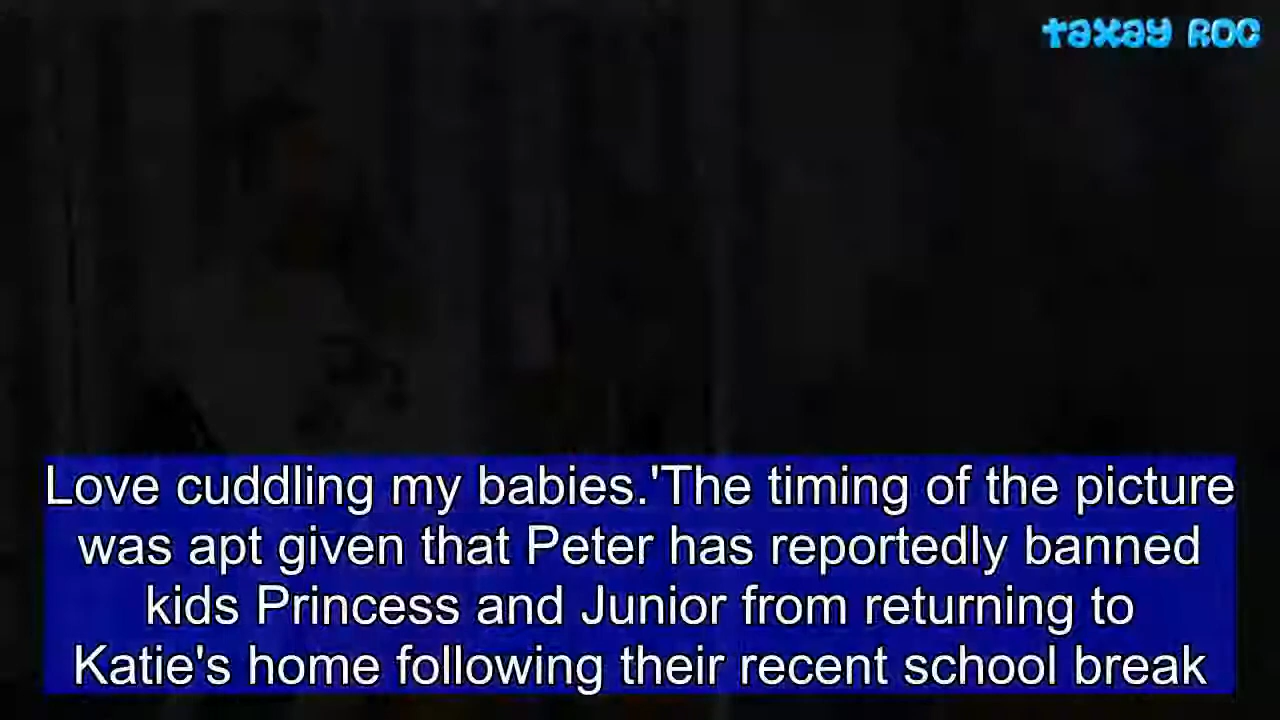 taxay ROC
Love cuddling my babies.'The timing of the picture
was apt given that Peter has reportedly banned
kids Princess and Junior from returning to
Katie's home following their recent school break